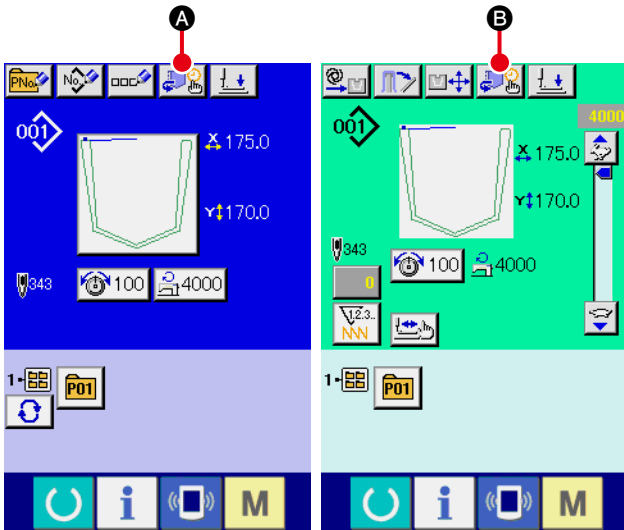 A
B
PNo.
No.
001
X 175.0
Y 170.0
343
100
4000
1-
P01
i
M
4000
001
X 175.0
Y 170.0
343
0
100
4000
1.2.3..
1-
P01
i
M